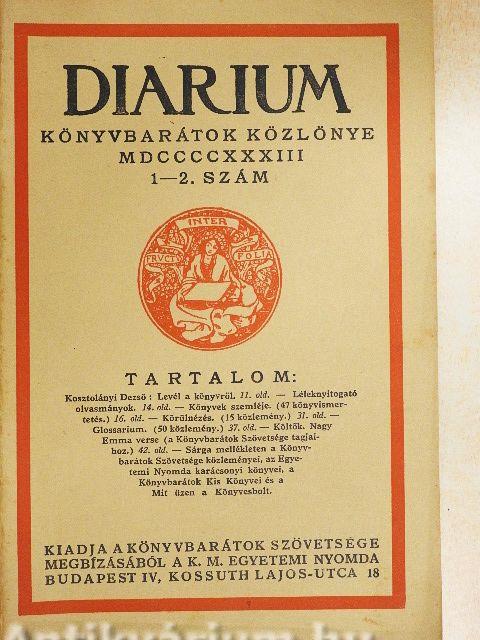 DIARIUM
KÖNYVBARÁTOK KÖZLÖNYE
MDCCCCXXXIII
1—2. SZÁM
INTER
FRUCTUS FOLIA
TARTALOM:
Kosztolányi Dezső: Levél a könyvről. 11. old. — Léleknyitogató
olvasmányok. 14. old. — Könyvek szemléje. (47 könyvismer-
tetés.) 16. old. — Körülnézés. (15 közlemény.) 31. old. —
Glossarium. (50 közlemény.) 37. old. — Költők. Nagy
Emma verse (a Könyvbarátok Szövetsége tagjai-
hoz.) 42. old. — Sárga mellékleten a Könyv-
barátok Szövetsége közleményei, az Egye-
temi Nyomda karácsonyi könyvei, a
Könyvbarátok Kis Könyvei és a
Mit üzen a Könyvesbolt.
KIADJA A KÖNYVBARÁTOK SZÖVETSÉGE
MEGBÍZÁSÁBÓL A K. M. EGYETEMI NYOMDA
BUDAPEST IV, KOSSUTH LAJOS-UTCA 18
Antikvárium.hu